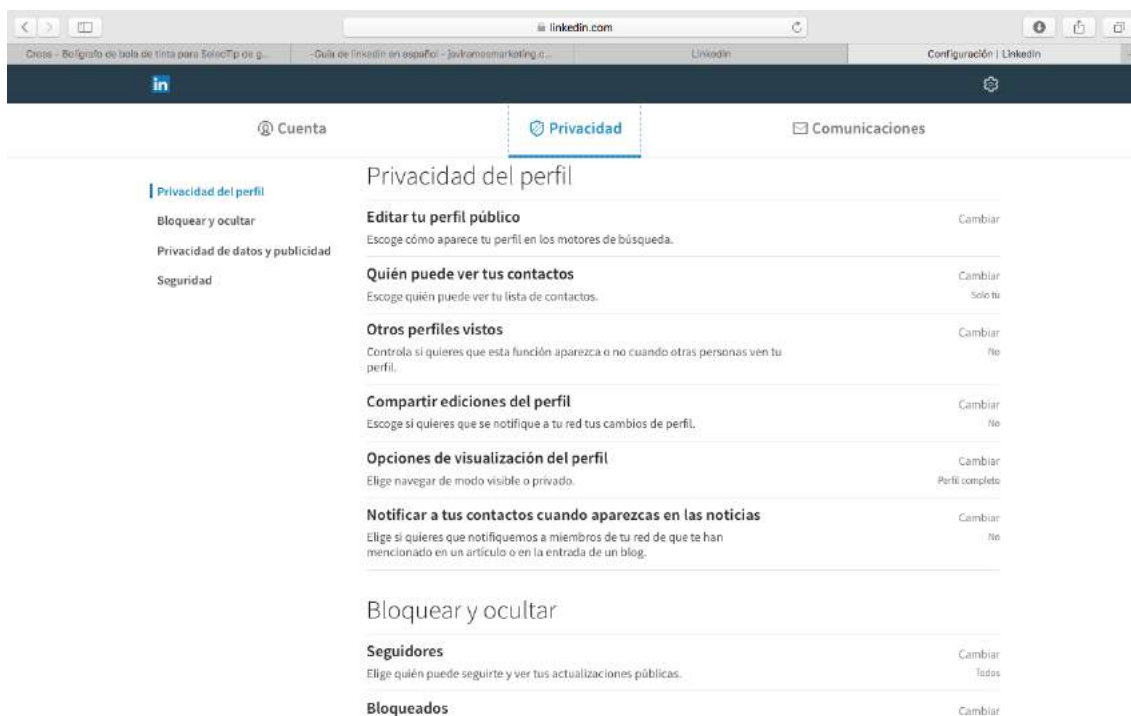 linkedin.com
Cross - Bolígrafo de bola de tinta para SelecTip de g...
-Guía de linkedin en español - javiramosmarketing.c...
LinkedIn
Configuración | LinkedIn
in
Cuenta
Privacidad
Comunicaciones
Privacidad del perfil
Bloquear y ocultar
Privacidad de datos y publicidad
Seguridad
Privacidad del perfil
Editar tu perfil público
Cambiar
Escoge cómo aparece tu perfil en los motores de búsqueda.
Quién puede ver tus contactos
Cambiar
Escoge quién puede ver tu lista de contactos.
Solo tu
Otros perfiles vistos
Cambiar
Controla si quieres que esta función aparezca o no cuando otras personas ven tu
No
perfil.
Compartir ediciones del perfil
Cambiar
Escoge si quieres que se notifique a tu red tus cambios de perfil.
No
Opciones de visualización del perfil
Cambiar
Elige navegar de modo visible o privado.
Perfil completo
Notificar a tus contactos cuando aparezcas en las noticias
Cambiar
Elige si quieres que notifiquemos a miembros de tu red de que te han
No
mencionado en un artículo o en la entrada de un blog.
Bloquear y ocultar
Seguidores
Cambiar
Elige quién puede seguirte y ver tus actualizaciones públicas.
Todos
Bloqueados
Cambiar